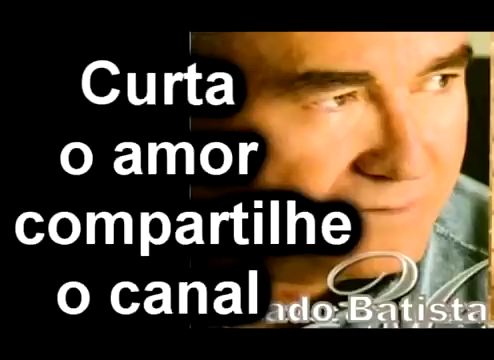 Curta
o amor
compartilhe
o canal
ado Batista